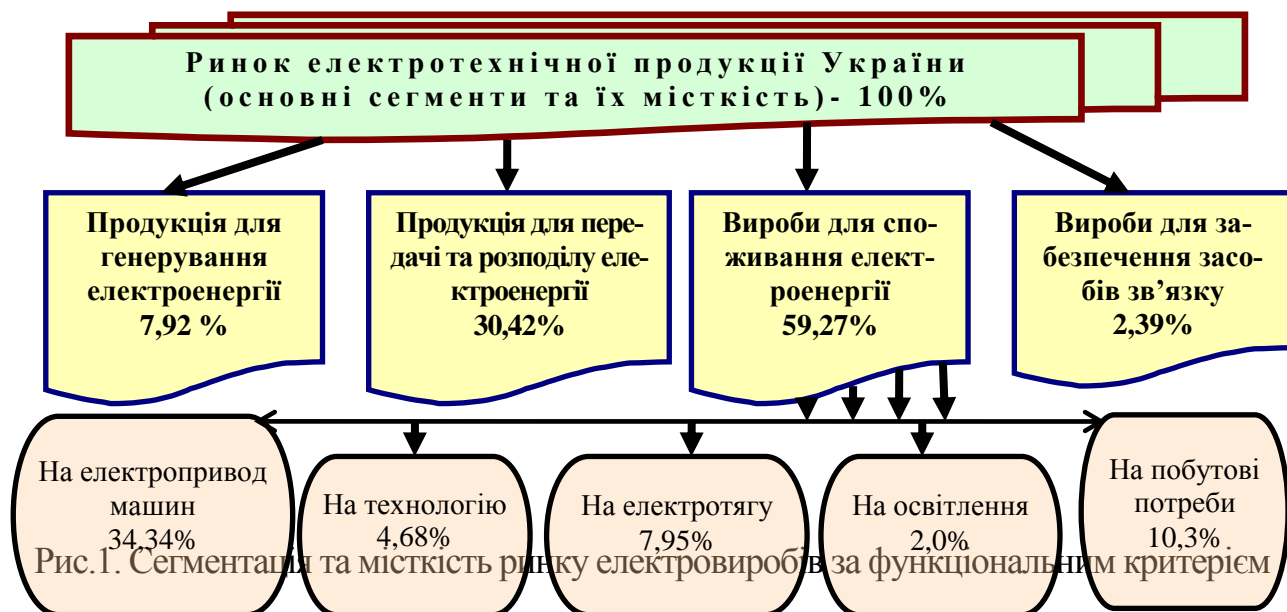 Ринок електротехнічної продукції України
(основні сегменти та їх місткість)- 100%
Продукція для
генерування
електроенергії
7,92 %
Продукція для пере-
дачі та розподілу еле-
ктроенергії
30,42%
Вироби для спо-
живання елект-
роенергії
59,27%
Вироби для за-
безпечення засо-
бів зв’язку
2,39%
На електропривод
машин
34,34%
На технологію
4,68%
На електротягу
7,95%
На освітлення
2,0%
На побутові
потреби
10,3%
Рис.1. Сегментація та місткість ринку електровиробів за функціональним критерієм